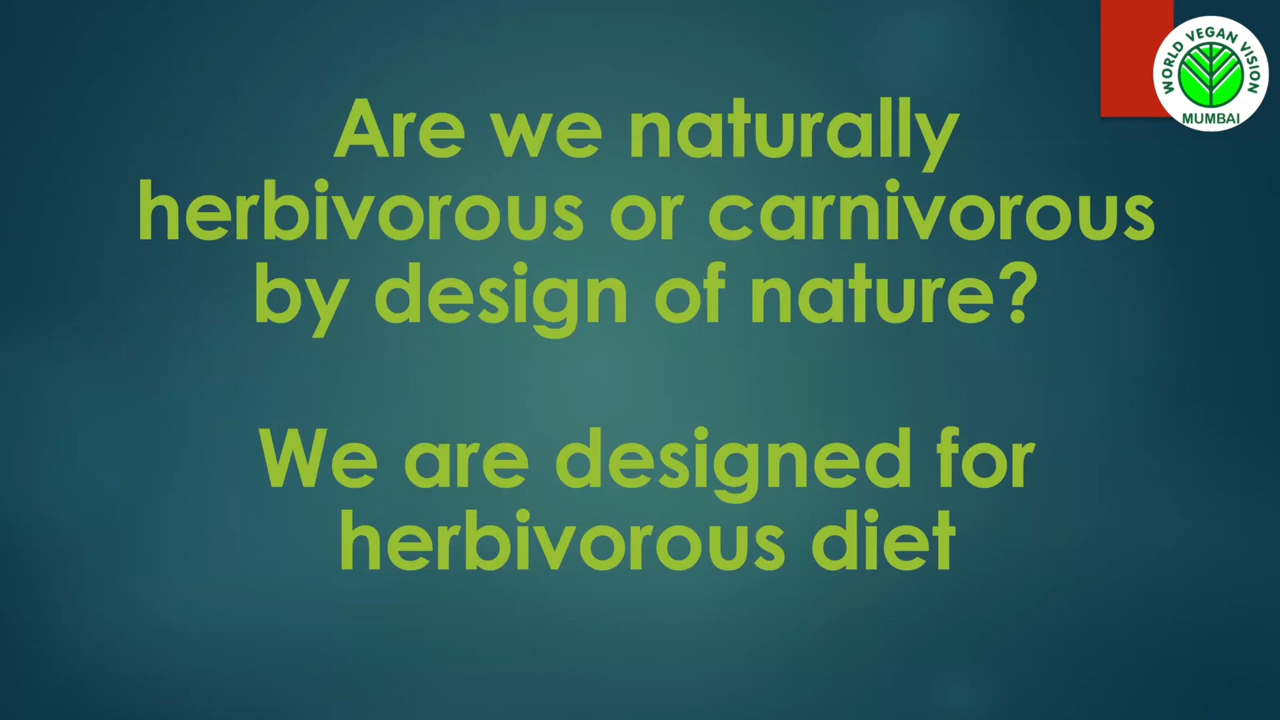 WORLD VEGAN VISION
MUMBAI
Are we naturally
herbivorous or carnivorous
by design of nature?
We are designed for
herbivorous diet